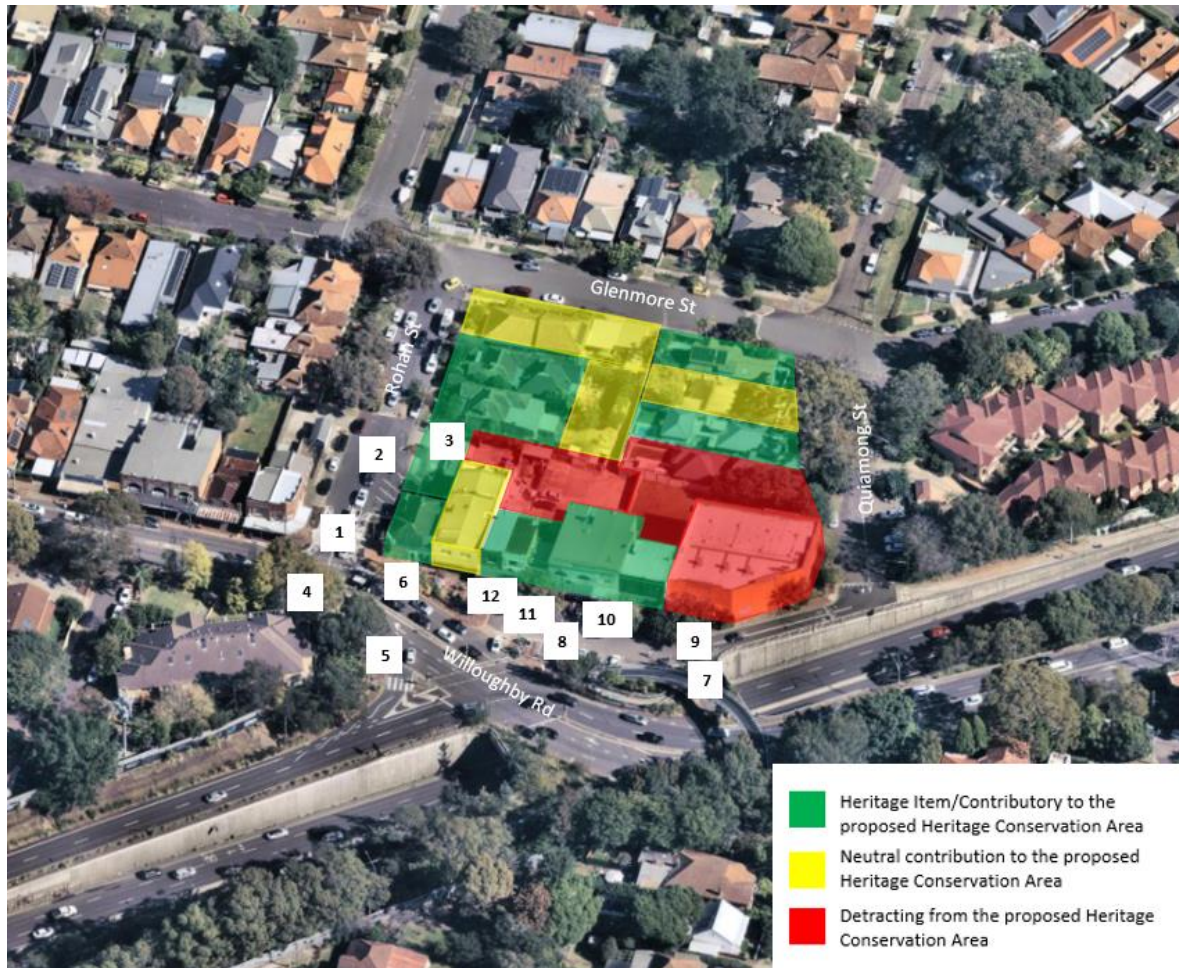 Glenmore St
Rohan St
Quiamong St
3
2
1
4
6
12
11
10
8
9
5
7
Willoughby Rd
Heritage Item/Contributory to the
proposed Heritage Conservation Area
Neutral contribution to the proposed
Heritage Conservation Area
Detracting from the proposed Heritage
Conservation Area